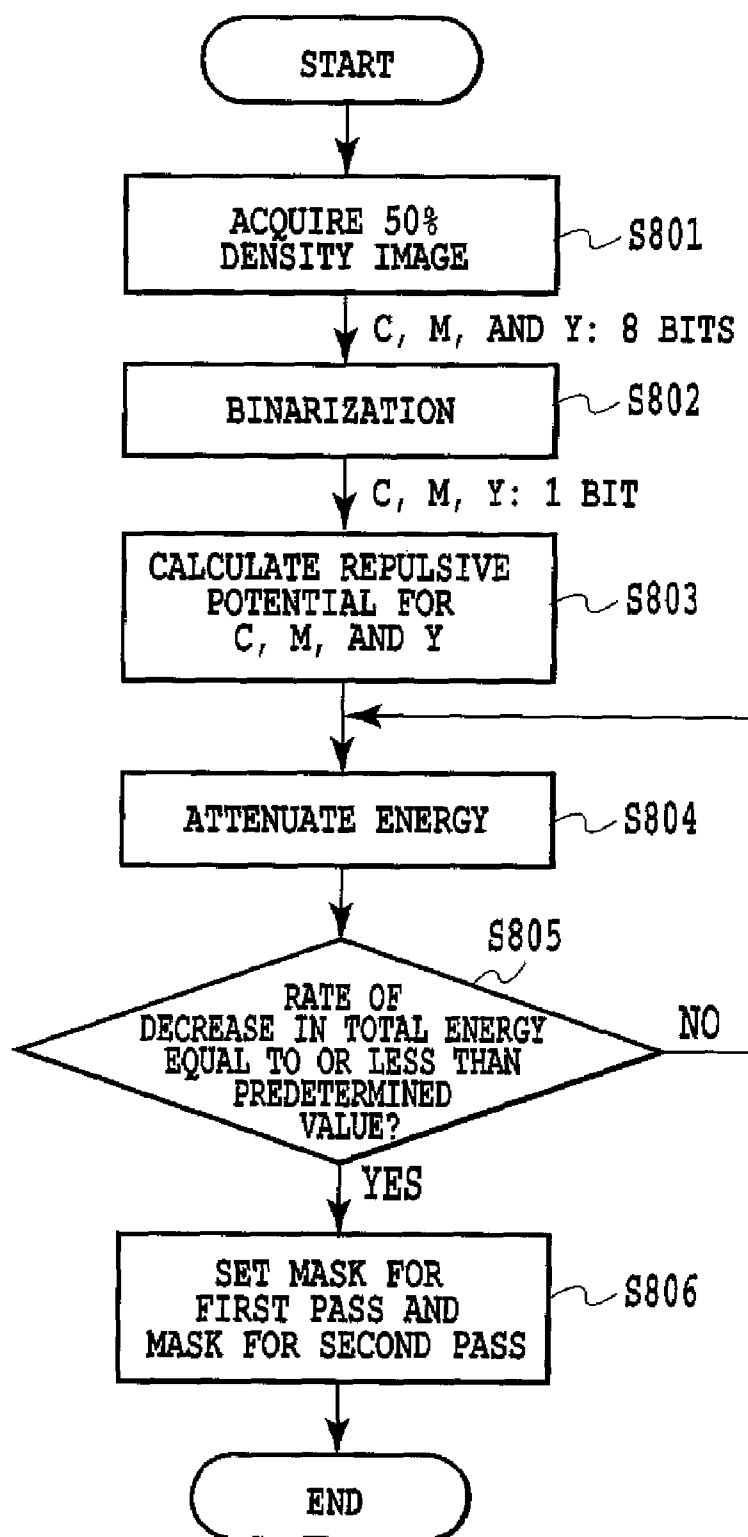 START
ACQUIRE 50%
DENSITY IMAGE
S801
C, M, AND Y: 8 BITS
BINARIZATION
S802
C, M, Y: 1 BIT
CALCULATE REPULSIVE
POTENTIAL FOR
C, M, AND Y
S803
ATTENUATE ENERGY
S804
S805
RATE OF
DECREASE IN TOTAL ENERGY
EQUAL TO OR LESS THAN
PREDETERMINED
VALUE?
NO
YES
SET MASK FOR
FIRST PASS AND
MASK FOR SECOND PASS
S806
END